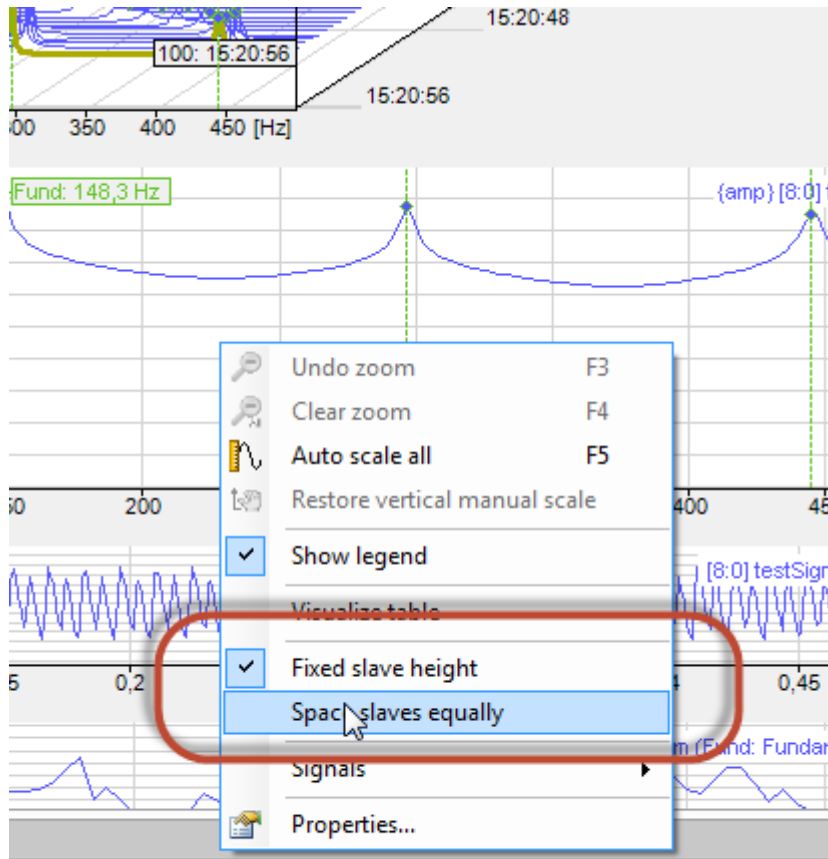 15:20:48
100: 15:20:56
15:20:56
350 400 450 [Hz]
Fund: 148,3 Hz
{amp} [8:0]
Undo zoom F3
Clear zoom F4
Auto scale all F5
Restore vertical manual scale
200 400
Show legend
[8:0] testSign
Visualize table
Fixed slave height
0,2 0,45
Space slaves equally
(Fund: Fundam
Signals
Properties...